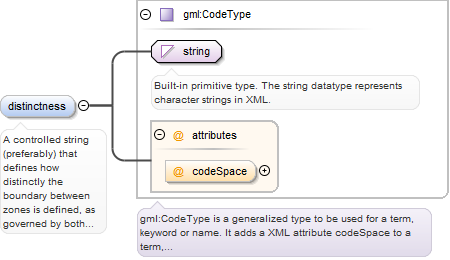 gml:CodeType
string
Built-in primitive type. The string datatype represents
character strings in XML.
distinctness
A controlled string
(preferably) that
defines how
distinctly the
boundary between
zones is defined, as
governed by both...
@ attributes
@ codeSpace
gml:CodeType is a generalized type to be used for a term,
keyword or name. It adds a XML attribute codeSpace to a
term,...